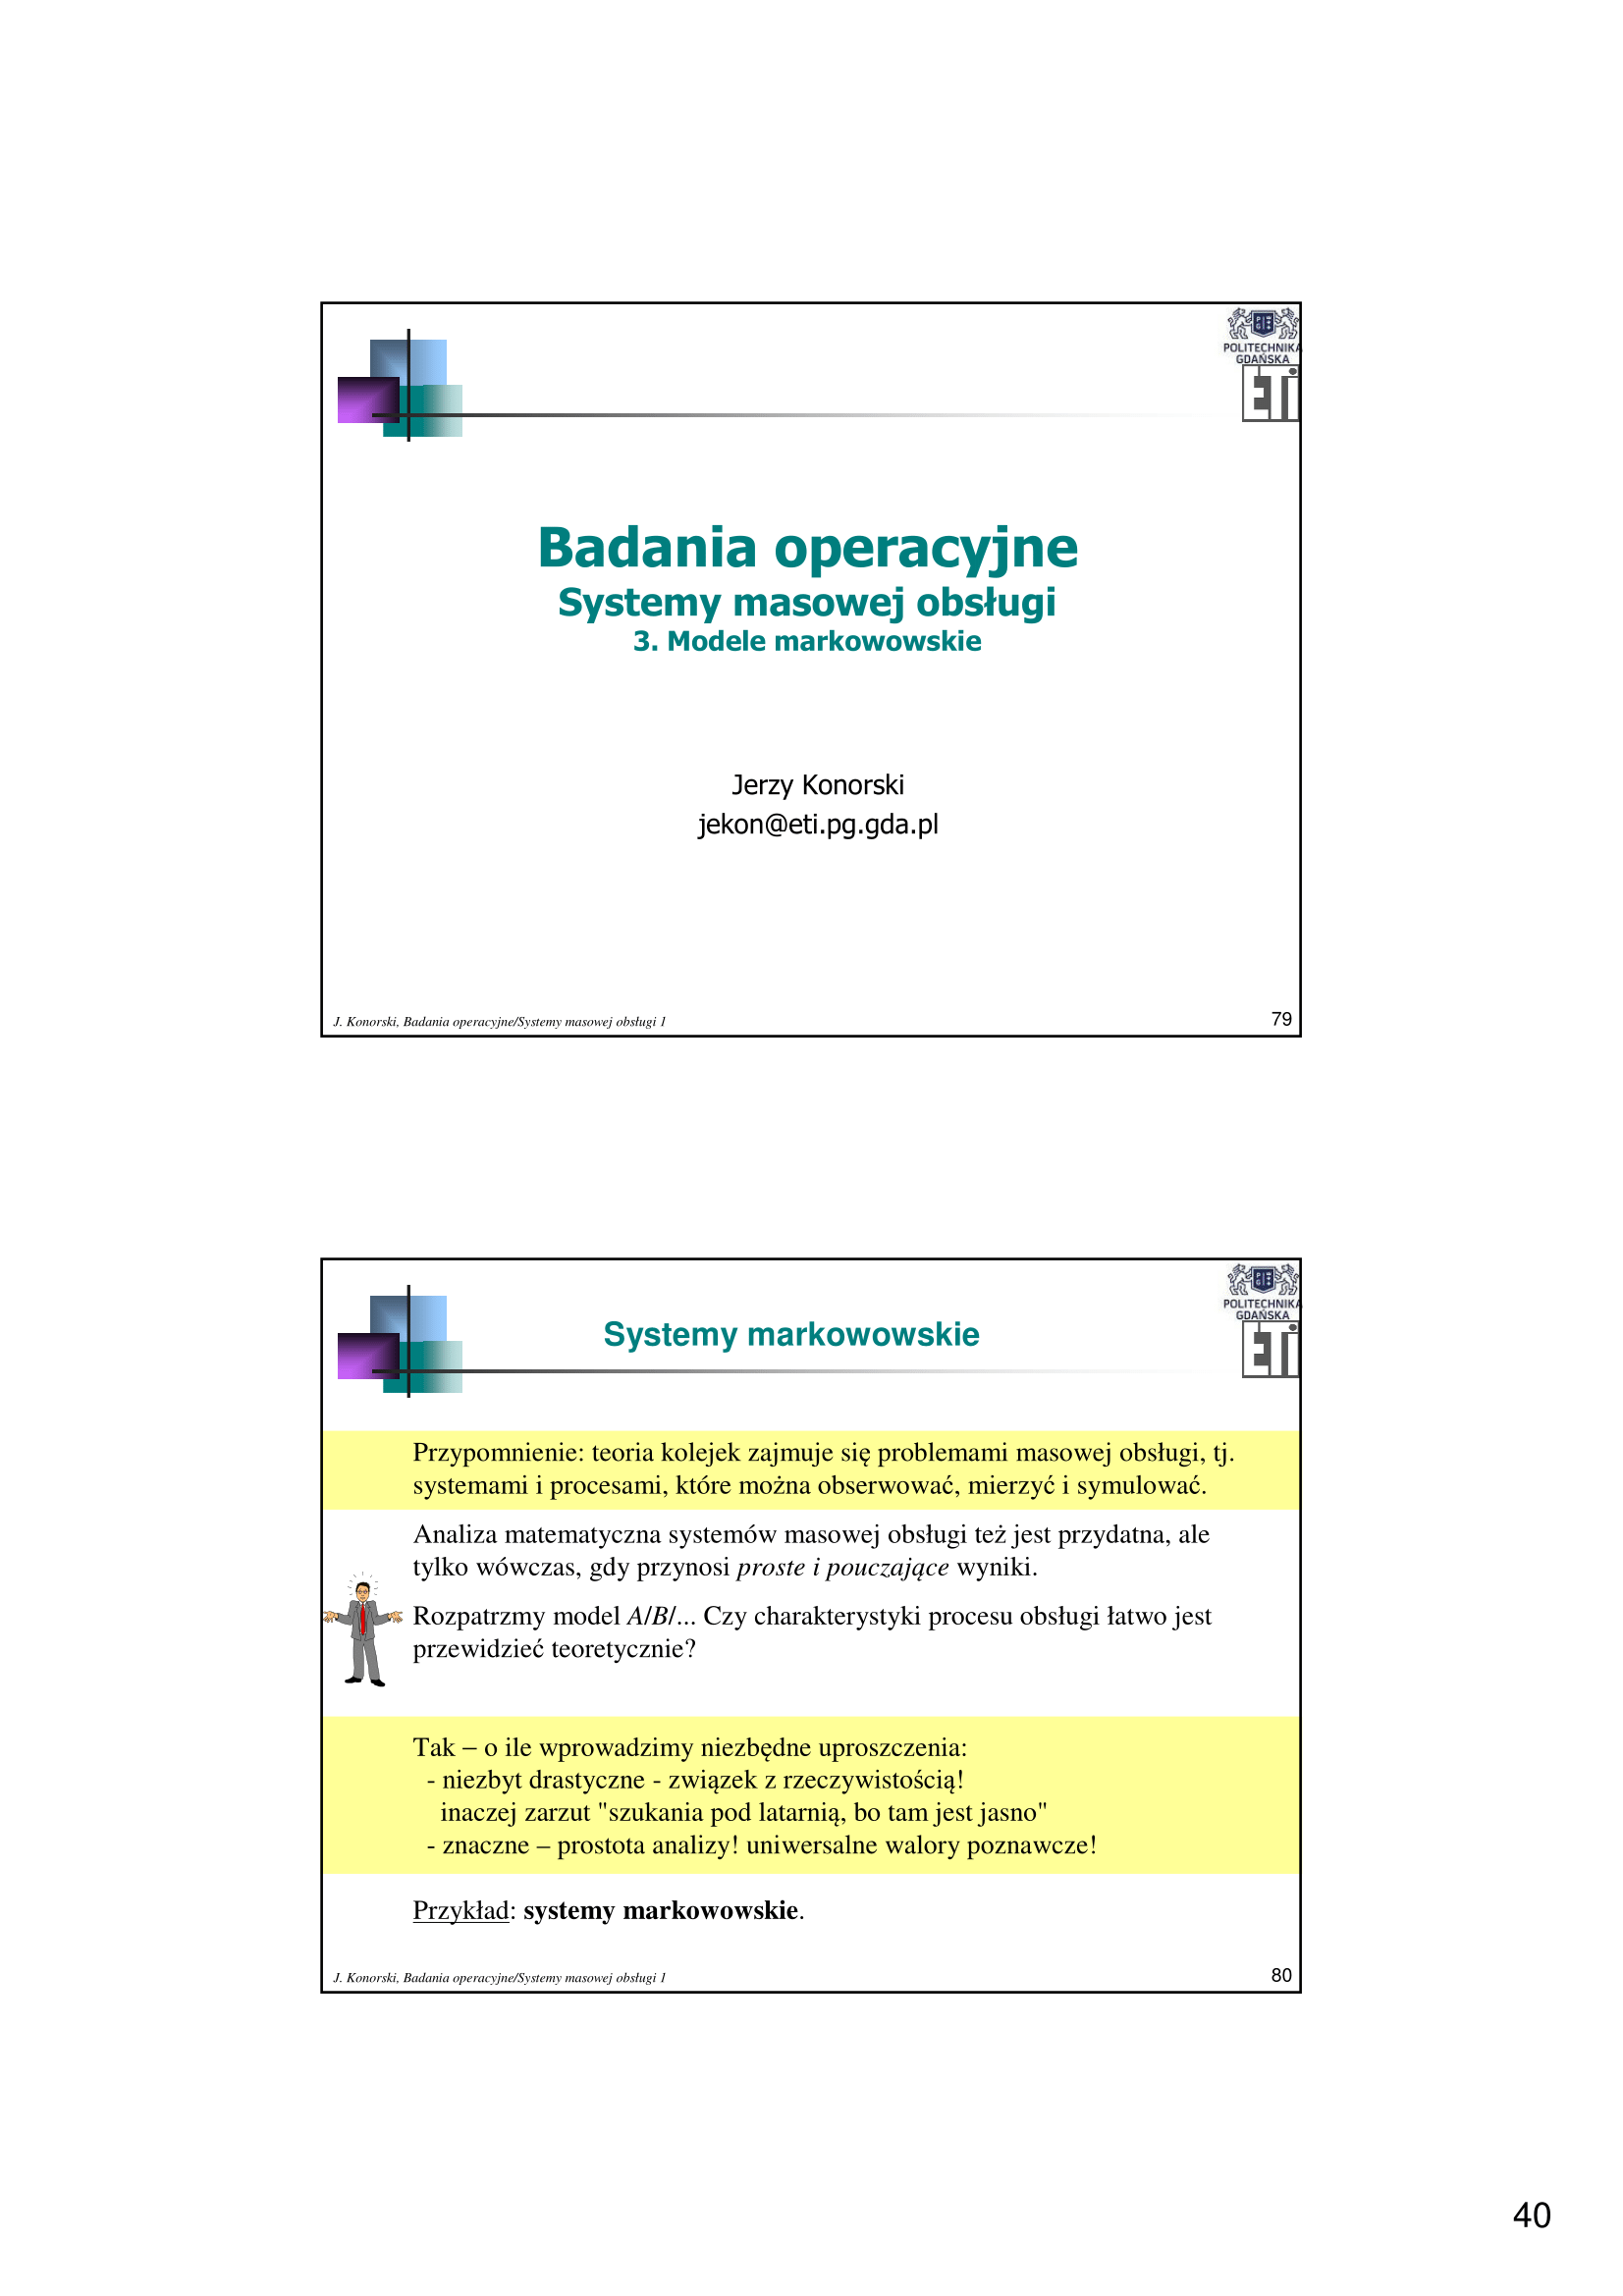 POLITECHNIKA
GDAŃSKA
ETI
Badania operacyjne
Systemy masowej obsługi
3. Modele markowowskie
Jerzy Konorski
jekon@eti.pg.gda.pl
J. Konorski, Badania operacyjne/Systemy masowej obsługi 1
79
POLITECHNIKA
GDAŃSKA
ETI
Systemy markowowskie
Przypomnienie: teoria kolejek zajmuje się problemami masowej obsługi, tj.
systemami i procesami, które można obserwować, mierzyć i symulować.
Analiza matematyczna systemów masowej obsługi też jest przydatna, ale
tylko wówczas, gdy przynosi proste i pouczające wyniki.
Rozpatrzmy model A/B/... Czy charakterystyki procesu obsługi łatwo jest
przewidzieć teoretycznie?
Tak – o ile wprowadzimy niezbędne uproszczenia:
- niezbyt drastyczne - związek z rzeczywistością!
inaczej zarzut "szukania pod latarnią, bo tam jest jasno"
- znaczne – prostota analizy! uniwersalne walory poznawcze!
Przykład: systemy markowowskie.
J. Konorski, Badania operacyjne/Systemy masowej obsługi 1
80
40